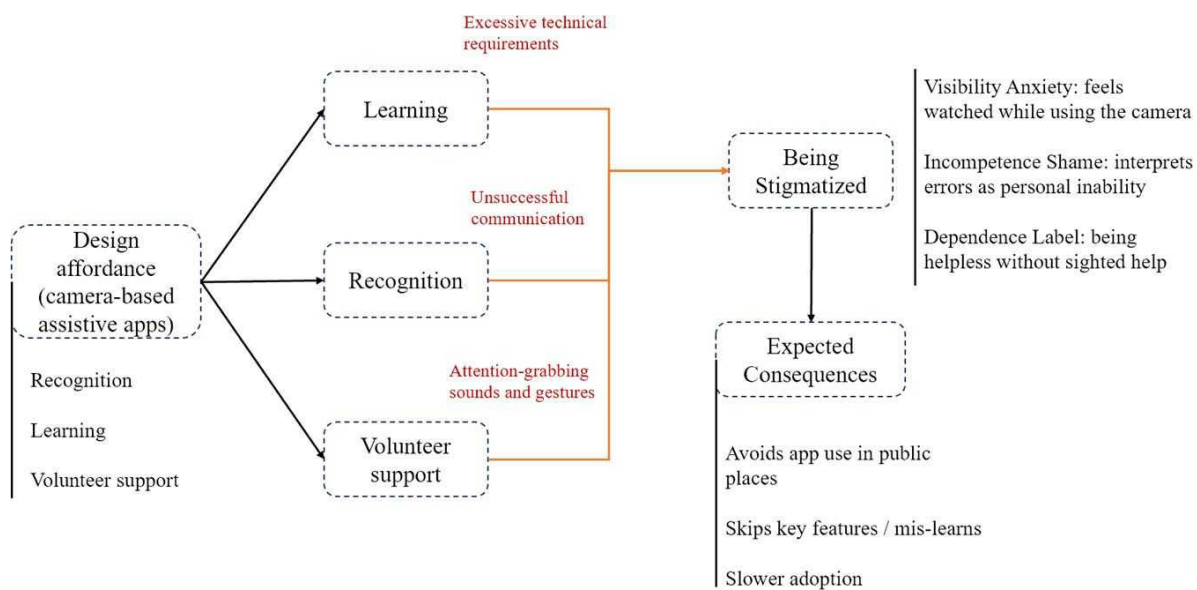 Design
affordance
(camera-based
assistive apps)
Recognition
Learning
Volunteer support
Excessive technical
requirements
Learning
Unsuccessful
communication
Recognition
Attention-grabbing
sounds and gestures
Volunteer
support
Being
Stigmatized
Visibility Anxiety: feels
watched while using the camera
Incompetence Shame: interprets
errors as personal inability
Dependence Label: being
helpless without sighted help
Expected
Consequences
Avoids app use in public
places
Skips key features / mis-learns
Slower adoption